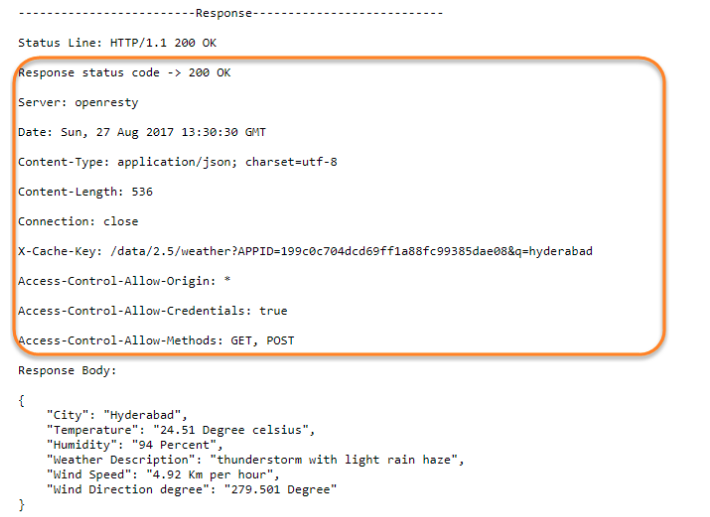 -------------------------Response---------------------------
Status Line: HTTP/1.1 200 OK
Response status code -> 200 OK
Server: openresty
Date: Sun, 27 Aug 2017 13:30:30 GMT
Content-Type: application/json; charset=utf-8
Content-Length: 536
Connection: close
X-Cache-Key: /data/2.5/weather?APPID=199c0c704dcd69ff1a88fc99385dae08&q=hyderabad
Access-Control-Allow-Origin: *
Access-Control-Allow-Credentials: true
Access-Control-Allow-Methods: GET, POST
Response Body:
{
    "City": "Hyderabad",
    "Temperature": "24.51 Degree celsius",
    "Humidity": "94 Percent",
    "Weather Description": "thunderstorm with light rain haze",
    "Wind Speed": "4.92 Km per hour",
    "Wind Direction degree": "279.501 Degree"
}